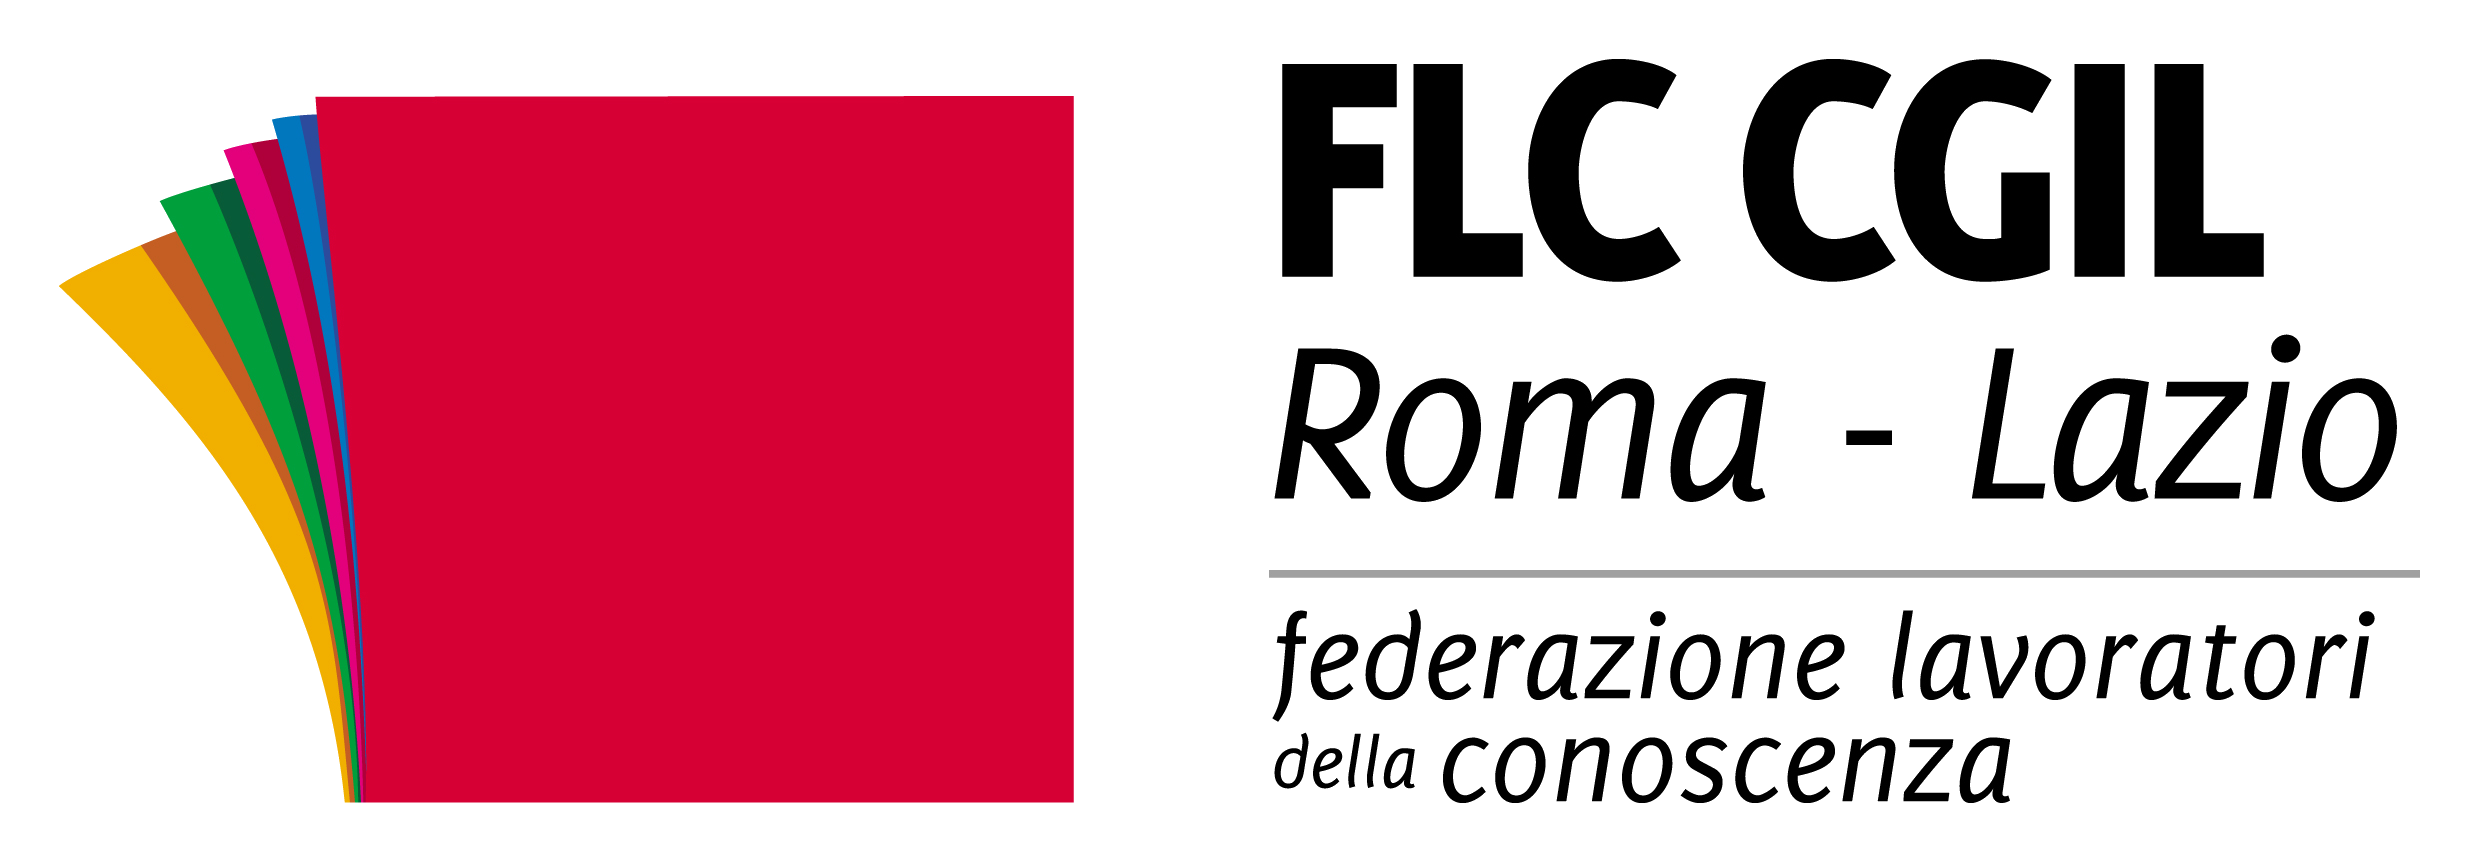 FLC CGIL
Roma - Lazio
federazione lavoratori
della conoscenza